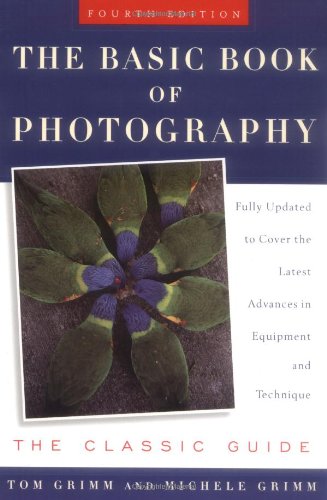 FOURTH EDITION
THE BASIC BOOK
OF
PHOTOGRAPHY
Fully Updated
to Cover the
Latest
Advances in
Equipment and
Technique
THE CLASSIC GUIDE
TOM GRIMM AND MICHELE GRIMM